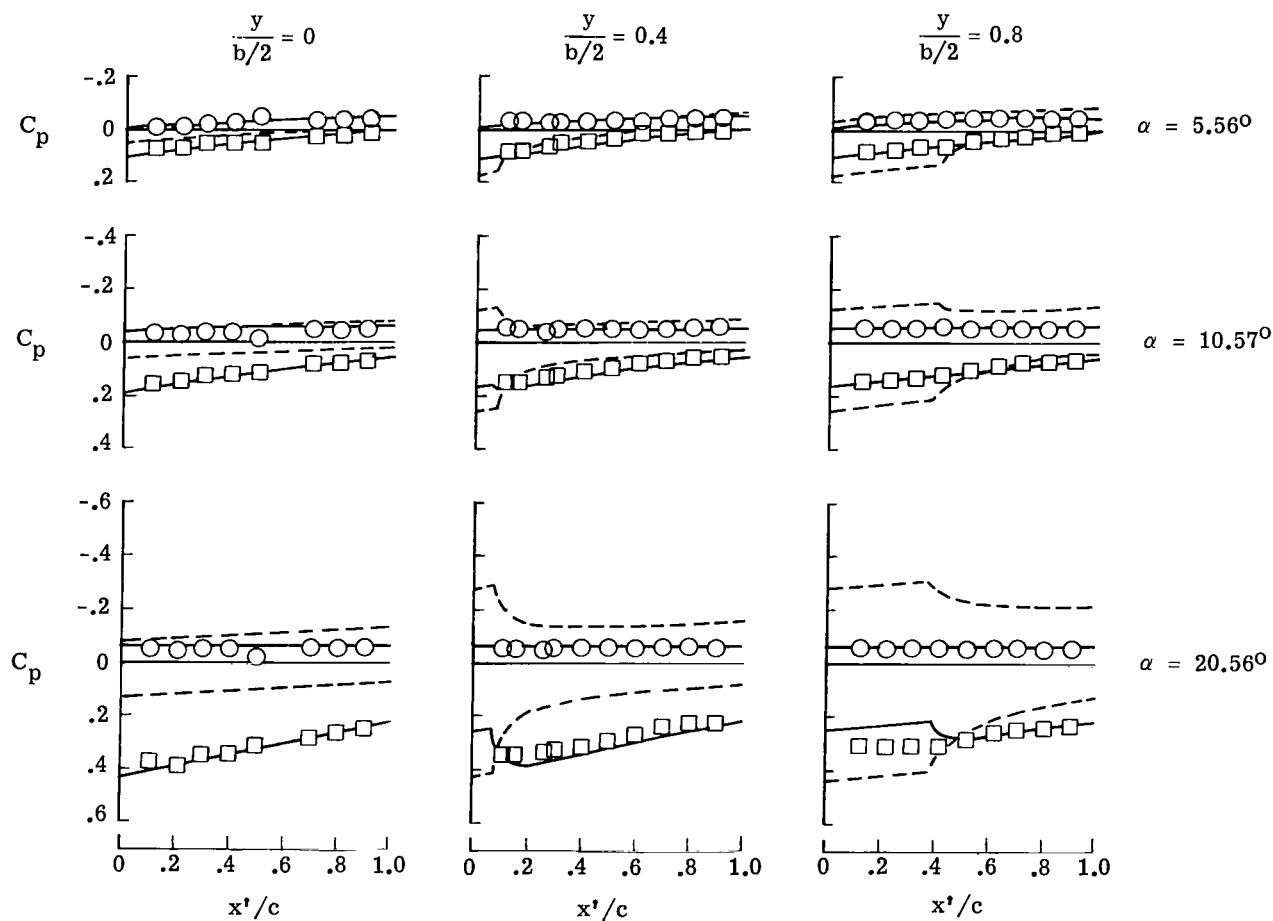 y/(b/2) = 0
y/(b/2) = 0.4
y/(b/2) = 0.8
-.2
0
.2
C_p
α = 5.56°
-.4
-.2
0
.2
.4
C_p
α = 10.57°
-.6
-.4
-.2
0
.2
.4
.6
C_p
α = 20.56°
0 .2 .4 .6 .8 1.0
0 .2 .4 .6 .8 1.0
0 .2 .4 .6 .8 1.0
x'/c
x'/c
x'/c